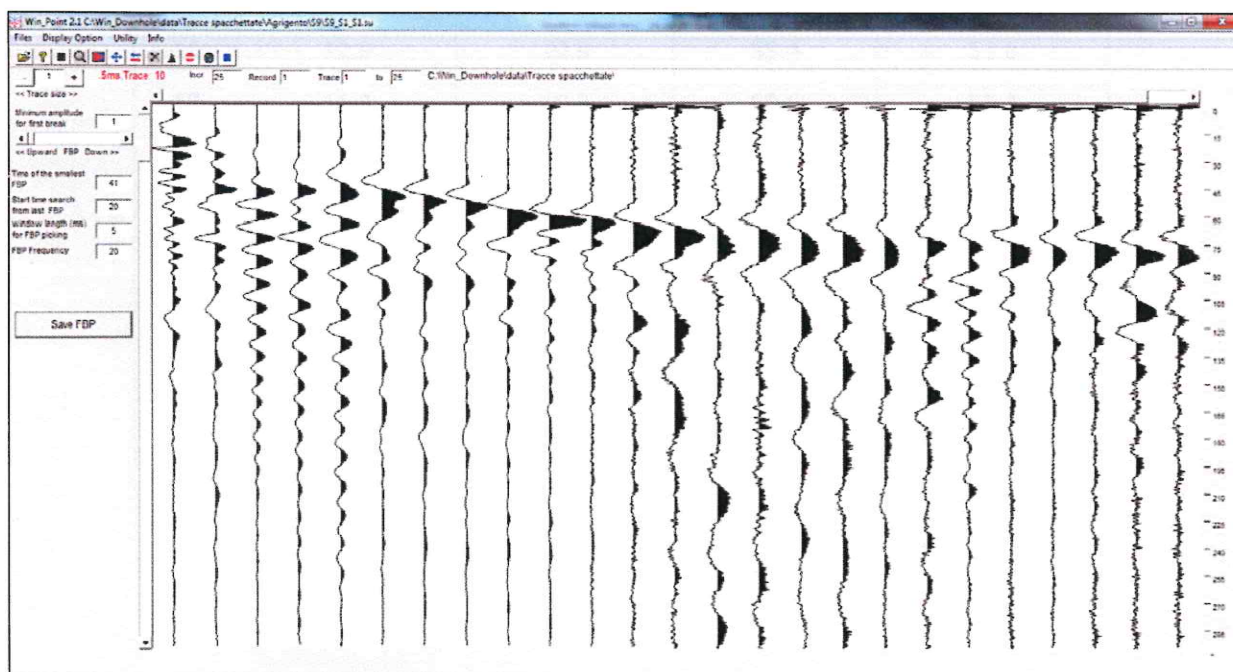 Win_Point 2.1 C:\Win_Downhole\data\Tracce spacchettate\Agrigento\S9\S9_S1_S1.su
Files Display Option Utility Info
- 1 + .5ms.Trace 10 Incr 25 Record 1 Trace 1 to 25 C:\Win_Downhole\data\Tracce spacchettate\
<< Trace size >>
Minimum amplitude
for first break 1
<< Upward FBP Down >>
Time of the smallest
FBP 41
Start time search
from last FBP 20
Window length (ms)
for FBP picking 5
FBP Frequency 20
Save FBP
0
15
30
45
60
75
90
105
120
135
150
165
180
195
210
225
240
255
270
285